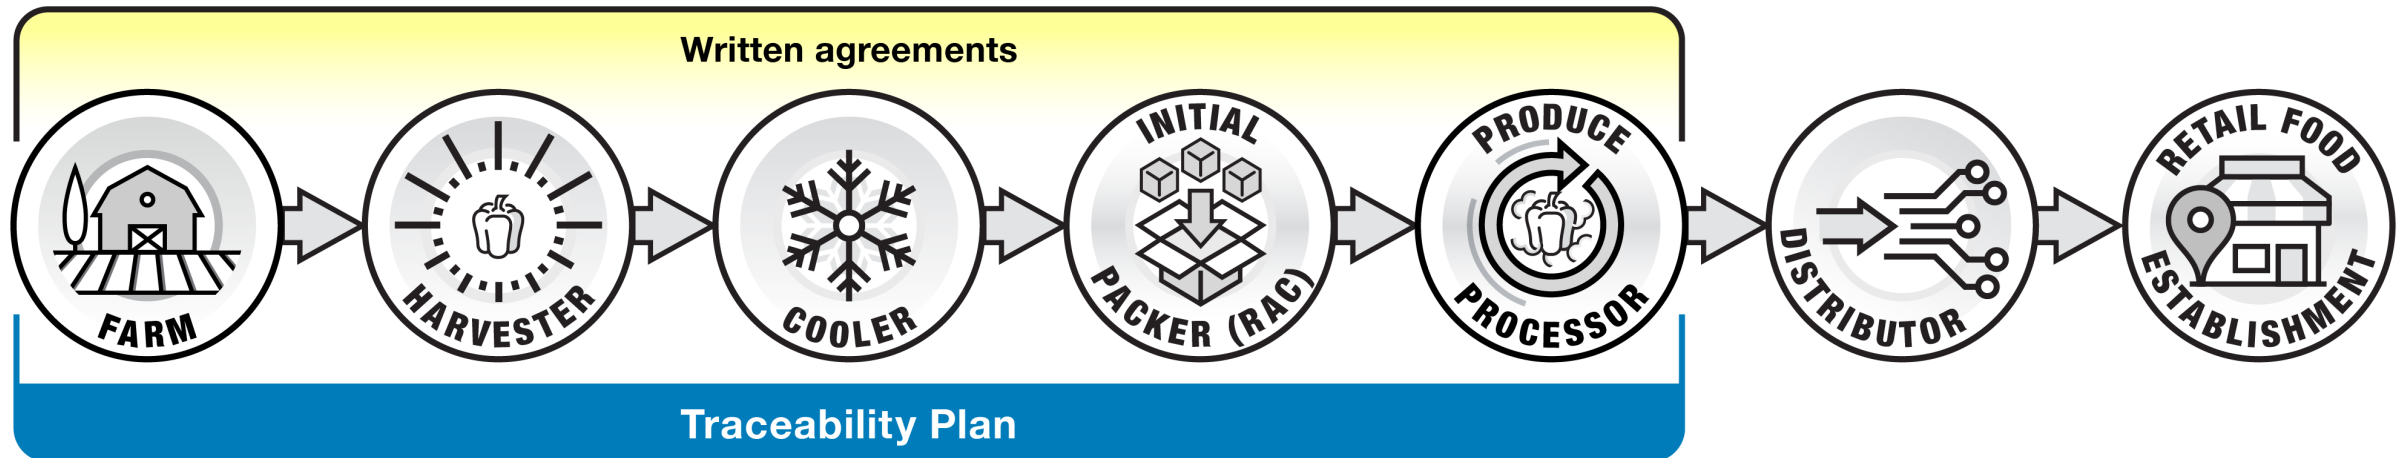 Written agreements
FARM
HARVESTER
COOLER
INITIAL
PACKER (RAC)
PRODUCE
PROCESSOR
DISTRIBUTOR
RETAIL FOOD
ESTABLISHMENT
Traceability Plan